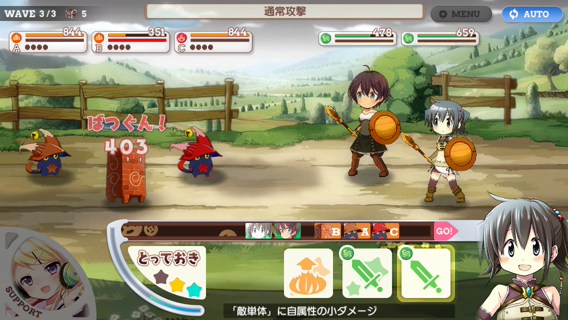 WAVE 3/3 5
通常攻撃
MENU
AUTO
844
A
351
B
844
C
478
659
ばつぐん!
403
B A C GO!
とっておき
SUPPORT
「敵単体」に自属性の小ダメージ